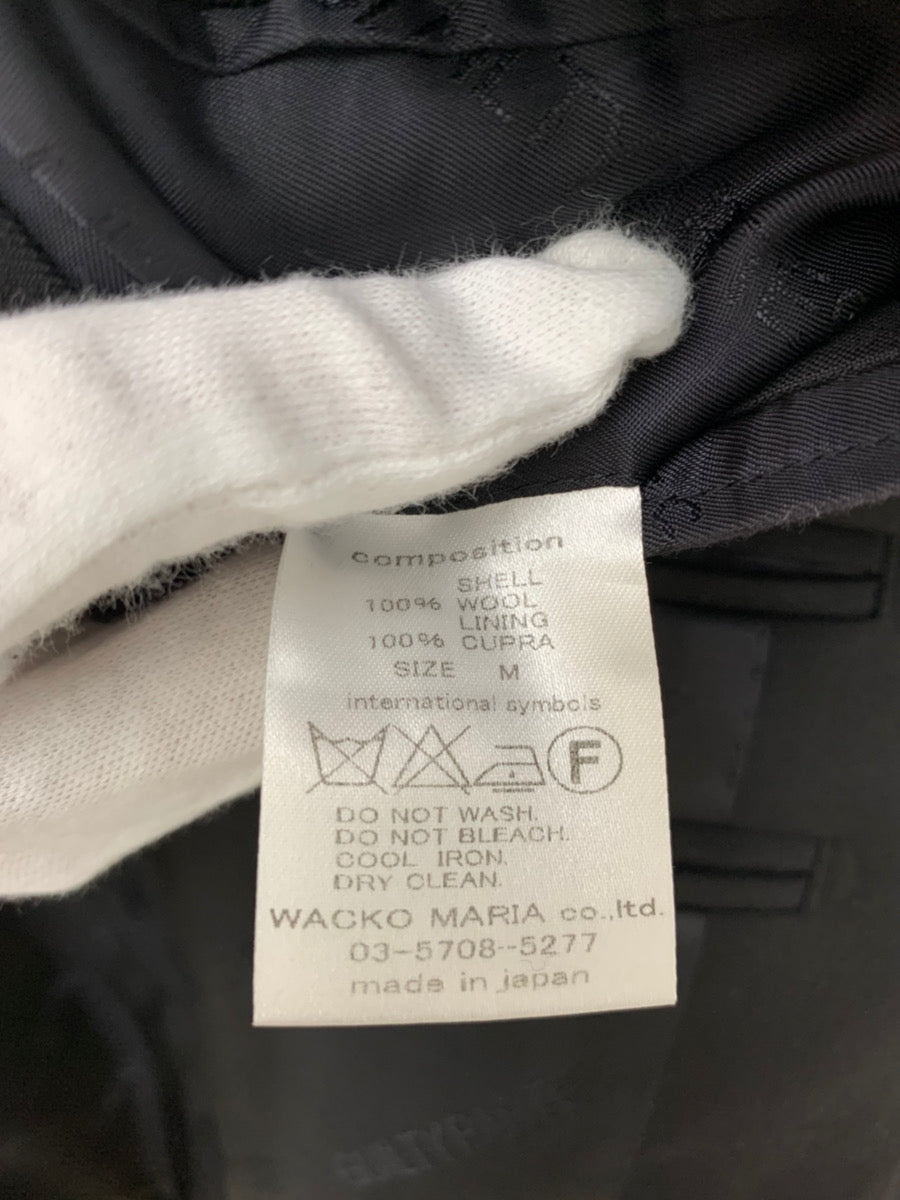 composition
SHELL
100% WOOL
LINING
100% CUPRA
SIZE M
international symbols
F
DO NOT WASH.
DO NOT BLEACH.
COOL IRON.
DRY CLEAN.
WACKO MARIA co.,ltd.
03-5708--5277
made in japan